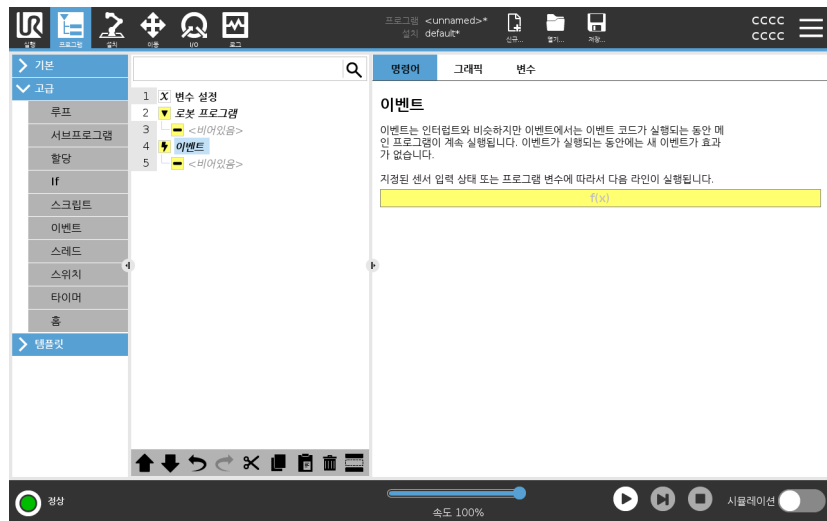 UR
실행
프로그램
설치
이동
I/O
로그
프로그램 <unnamed>*
설치 default*
신규...
열기...
저장...
CCCC
CCCC
기본
고급
루프
서브프로그램
할당
If
스크립트
이벤트
스레드
스위치
타이머
홈
템플릿
1 X 변수 설정
2 로봇 프로그램
3 <비어있음>
4 이벤트
5 <비어있음>
명령어 그래픽 변수
이벤트
이벤트는 인터럽트와 비슷하지만 이벤트에서는 이벤트 코드가 실행되는 동안 메
인 프로그램이 계속 실행됩니다. 이벤트가 실행되는 동안에는 새 이벤트가 효과
가 없습니다.
지정된 센서 입력 상태 또는 프로그램 변수에 따라서 다음 라인이 실행됩니다.
f(x)
정상
속도 100%
시뮬레이션